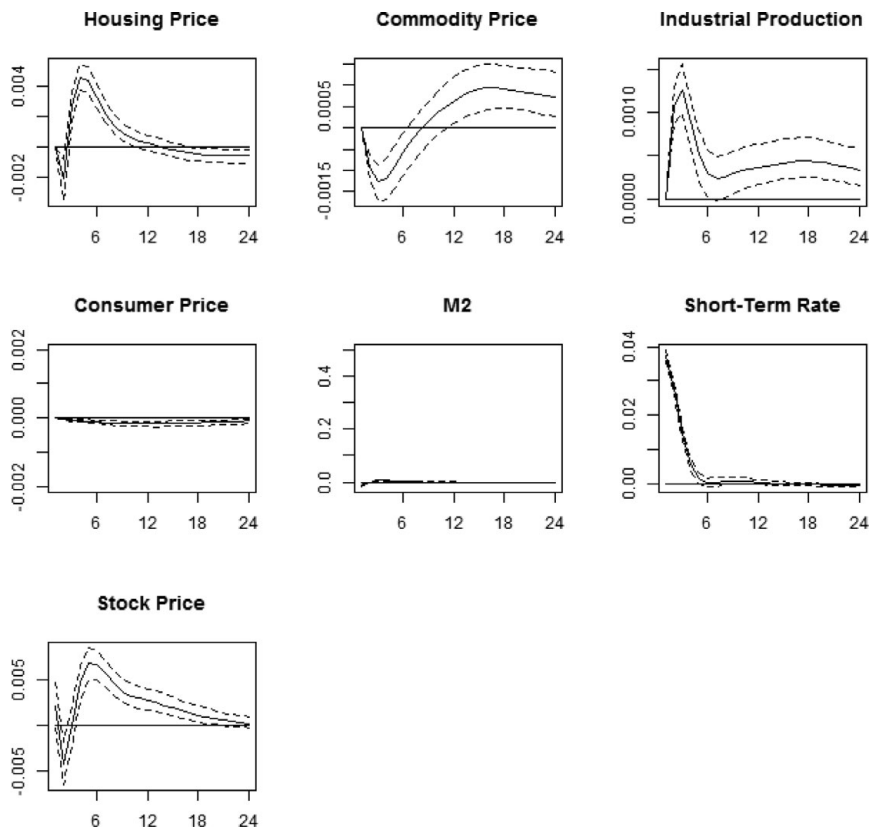 Housing Price
0.004
-0.002
6 12 18 24
Commodity Price
0.0005
-0.0015
6 12 18 24
Industrial Production
0.0010
0.0000
6 12 18 24
Consumer Price
0.002
0.000
-0.002
6 12 18 24
M2
0.4
0.2
0.0
6 12 18 24
Short-Term Rate
0.04
0.02
0.00
6 12 18 24
Stock Price
0.005
-0.005
6 12 18 24